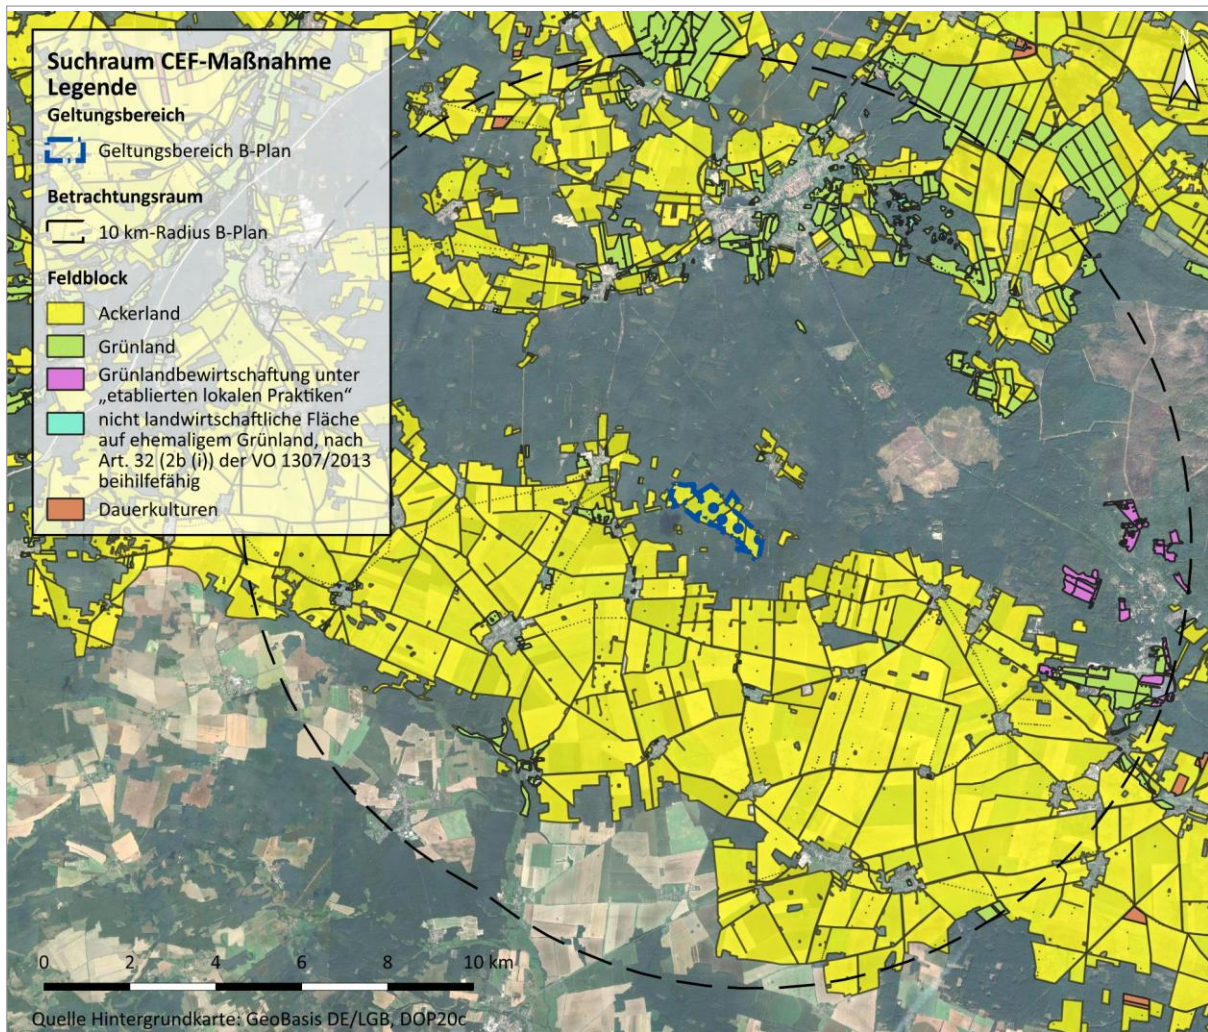 Suchraum CEF-Maßnahme
Legende
Geltungsbereich
Geltungsbereich B-Plan
Betrachtungsraum
10 km-Radius B-Plan
Feldblock
Ackerland
Grünland
Grünlandbewirtschaftung unter
„etablierten lokalen Praktiken“
nicht landwirtschaftliche Fläche
auf ehemaligem Grünland, nach
Art. 32 (2b (i)) der VO 1307/2013
beihilfefähig
Dauerkulturen
N
0 2 4 6 8 10 km
Quelle Hintergrundkarte: GeoBasis DE/LGB, DOP20c